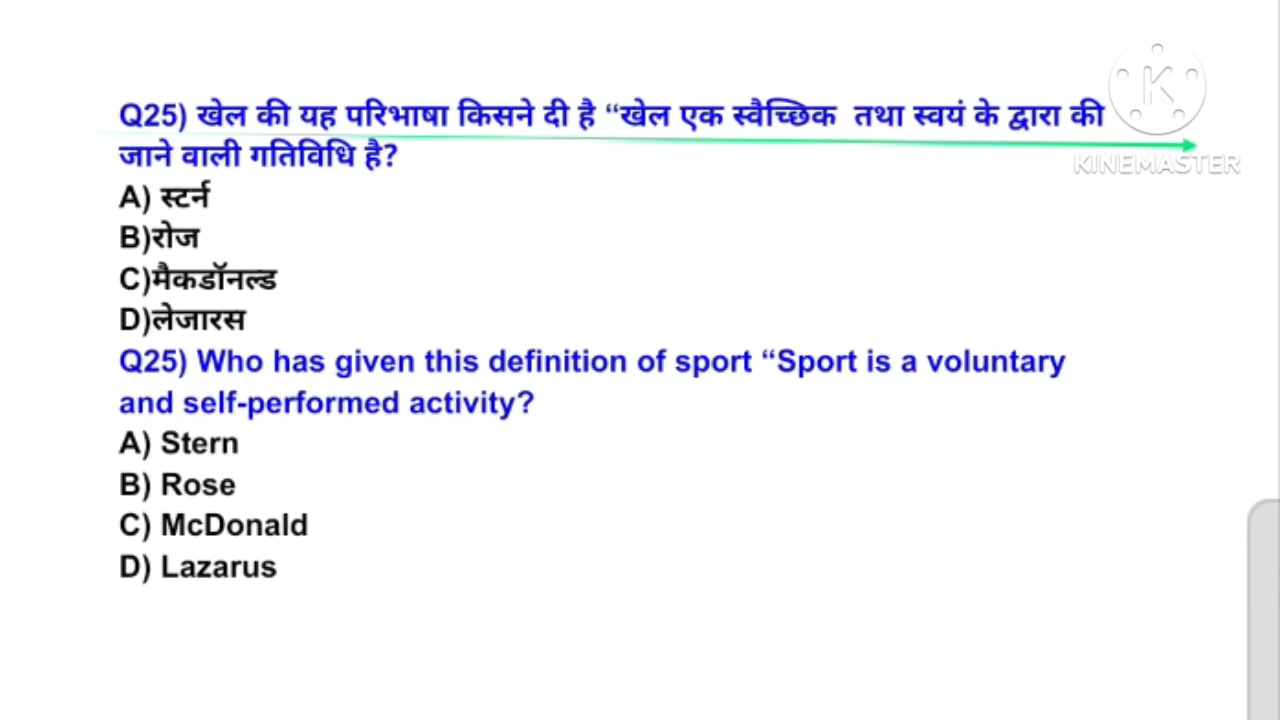 Q25) खेल की यह परिभाषा किसने दी है “खेल एक स्वैच्छिक तथा स्वयं के द्वारा की
जाने वाली गतिविधि है?
A) स्टर्न
B)रोज
C)मैकडॉनल्ड
D)लेजारस
Q25) Who has given this definition of sport “Sport is a voluntary
and self-performed activity?
A) Stern
B) Rose
C) McDonald
D) Lazarus
K
KINEMASTER